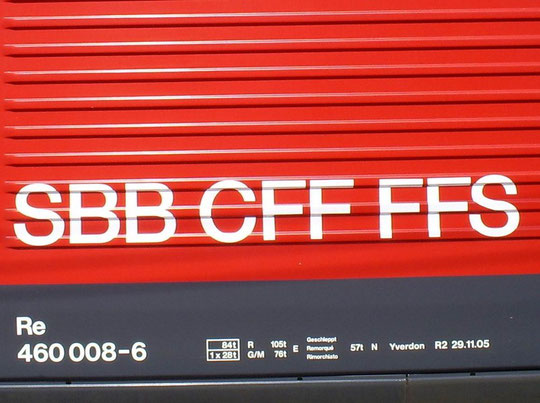 SBB CFF FFS
Re
460 008-6
84t R 105t E Geschleppt
Remorqué 57t N Yverdon R2 29.11.05
1 x 28t G/M 76t Rimorchiato